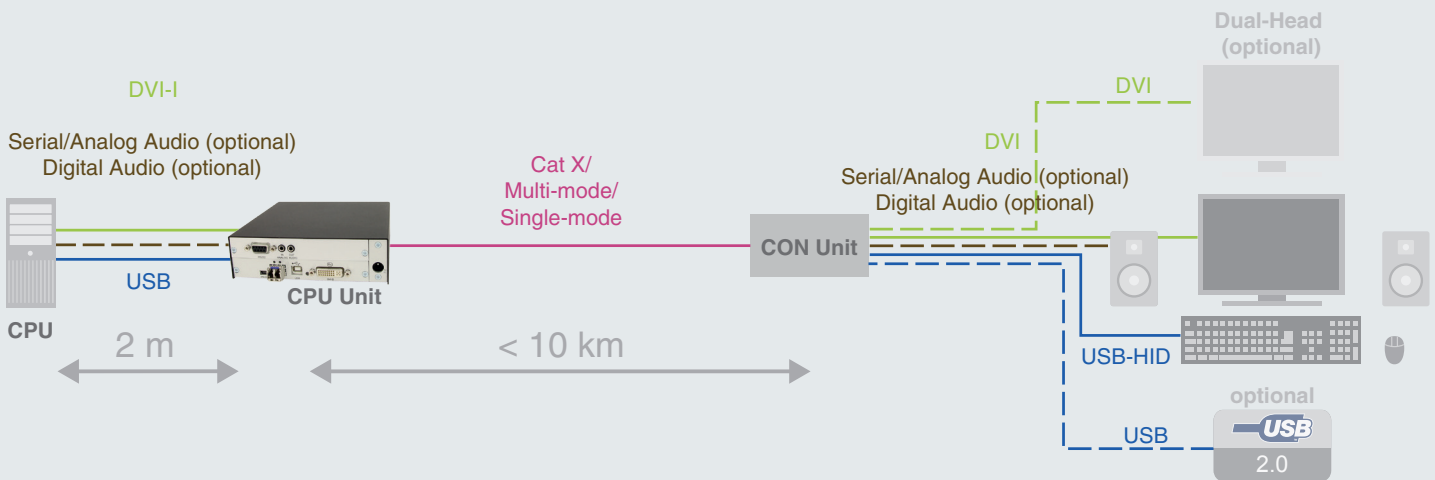 Dual-Head
(optional)
DVI-I
DVI
Serial/Analog Audio (optional)
Digital Audio (optional)
Cat X/
Multi-mode/
Single-mode
DVI
Serial/Analog Audio (optional)
Digital Audio (optional)
CON Unit
USB
CPU Unit
CPU
2 m
< 10 km
USB-HID
optional
USB
USB
2.0